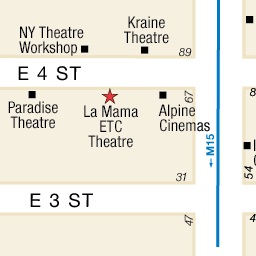 NY Theatre
Workshop
Kraine
Theatre
89
E 4 ST
Paradise
Theatre
La Mama
ETC
Theatre
Alpine
Cinemas
67
8
M15
31
54
E 3 ST
47